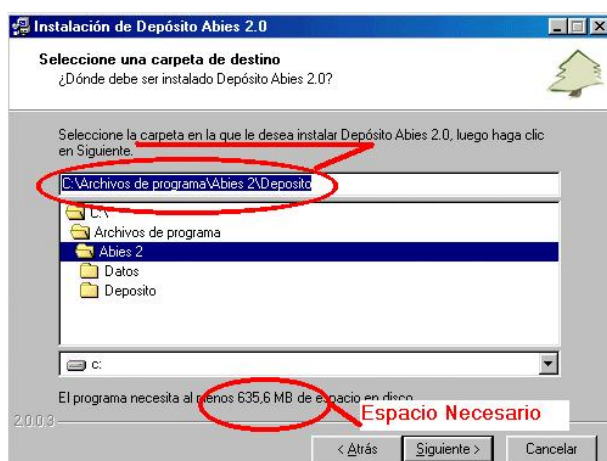 Instalación de Depósito Abies 2.0
Seleccione una carpeta de destino
¿Dónde debe ser instalado Depósito Abies 2.0?
Seleccione la carpeta en la que le desea instalar Depósito Abies 2.0, luego haga clic
en Siguiente.
C:\Archivos de programa\Abies 2\Deposito
C:\
Archivos de programa
Abies 2
Datos
Deposito
c:
El programa necesita al menos 635,6 MB de espacio en disco
Espacio Necesario
2.0.0.3
< Atrás
Siguiente >
Cancelar